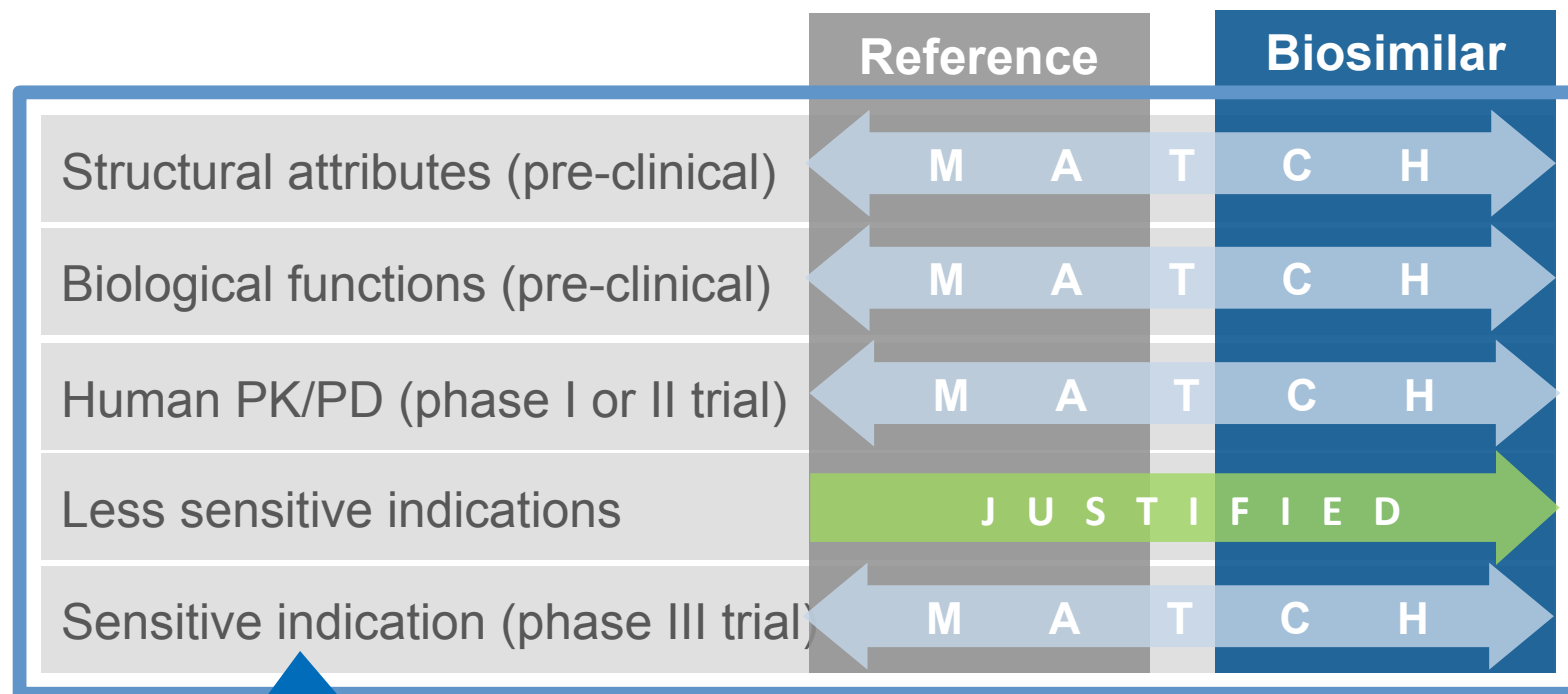 Reference Biosimilar
Structural attributes (pre-clinical) M A T C H
Biological functions (pre-clinical) M A T C H
Human PK/PD (phase I or II trial) M A T C H
Less sensitive indications J U S T I F I E D
Sensitive indication (phase III trial) M A T C H